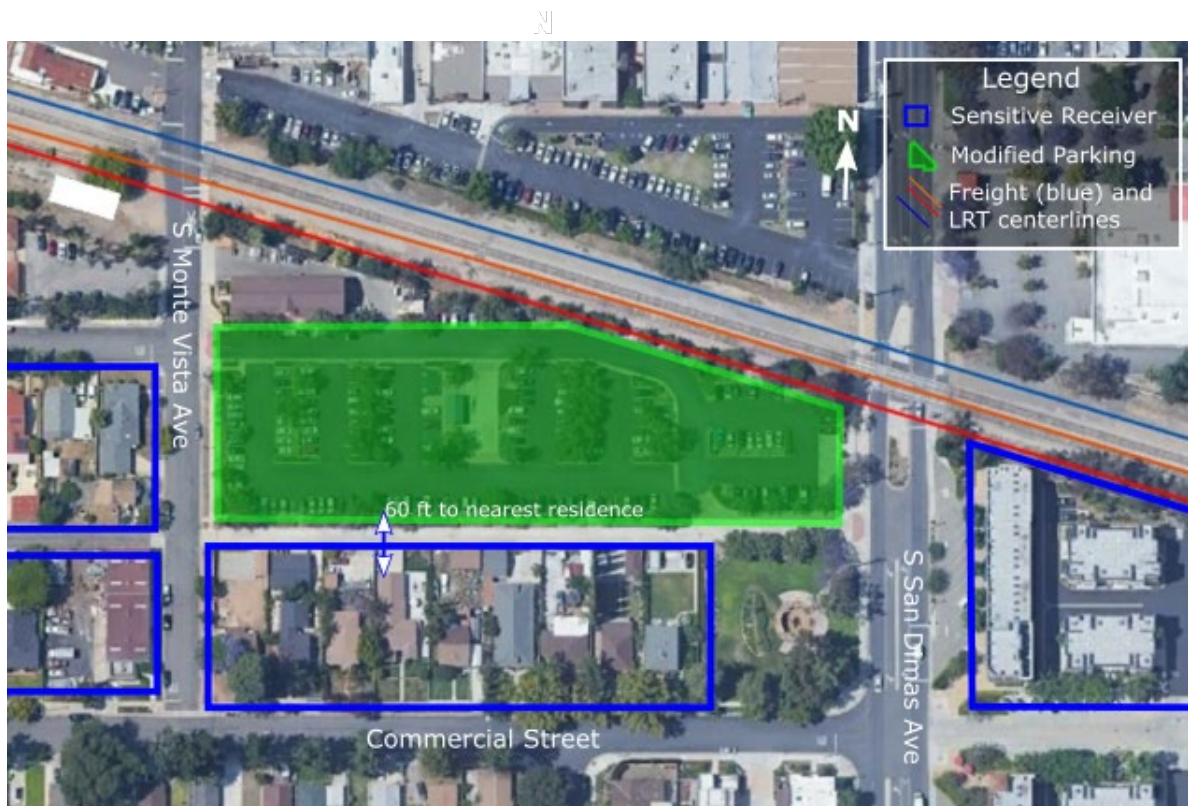 N
Legend
Sensitive Receiver
Modified Parking
Freight (blue) and
LRT centerlines
N
S Monte Vista Ave
60 ft to nearest residence
S San Dimas Ave
Commercial Street